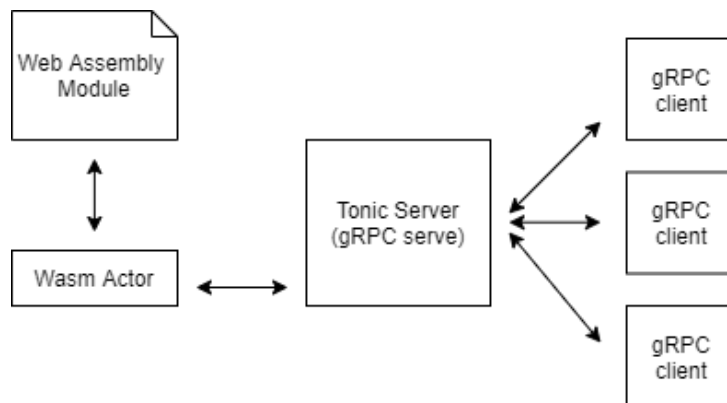 Web Assembly
Module
Wasm Actor
Tonic Server
(gRPC serve)
gRPC
client
gRPC
client
gRPC
client